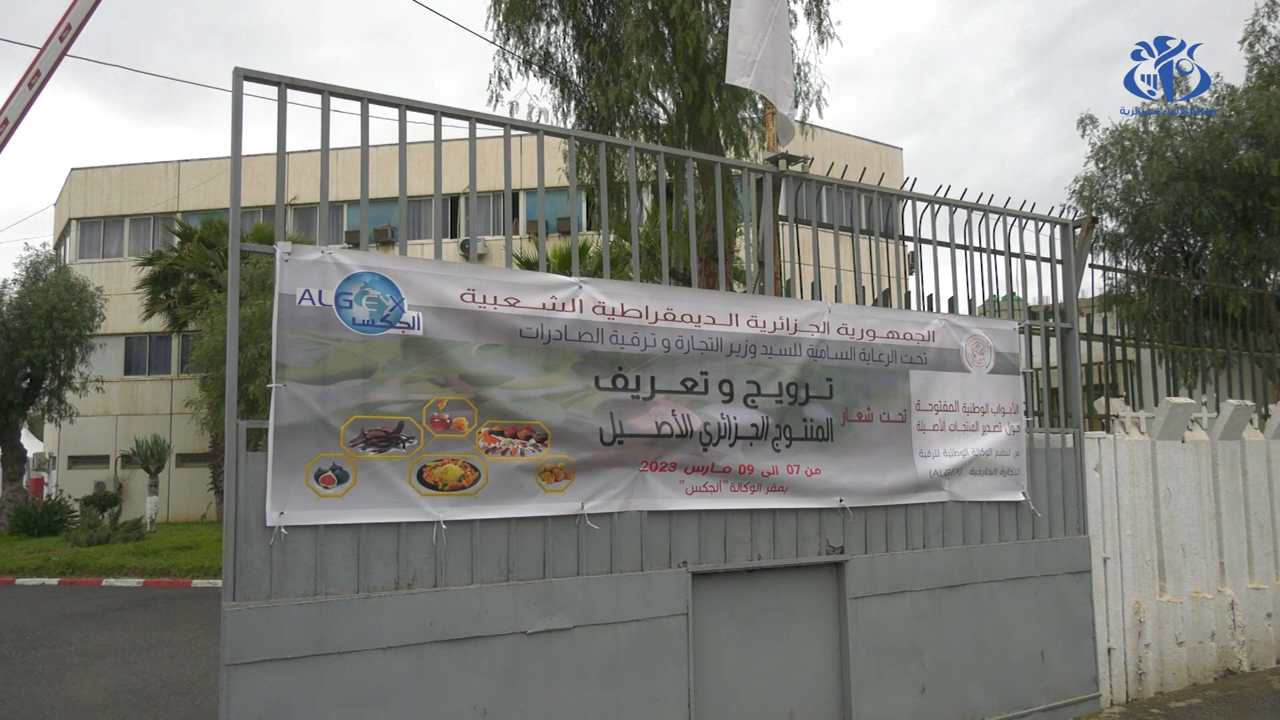 الجمهورية الجزائرية الديمقراطية الشعبية
تحت الرعاية السامية للسيد وزير التجارة و ترقية الصادرات
ALGEX
الجكس
الأبواب الوطنية المفتوحة
حول تصدير المنتجات الأصيلة
من تنظيم الوكالة الوطنية لترقية
التجارة الخارجية (ALGEX)
تحت شعار
ترويج و تعريف
المنتوج الجزائري الأصيل
من 07 الى 09 مارس 2023
بمقر الوكالة "ألجكس"